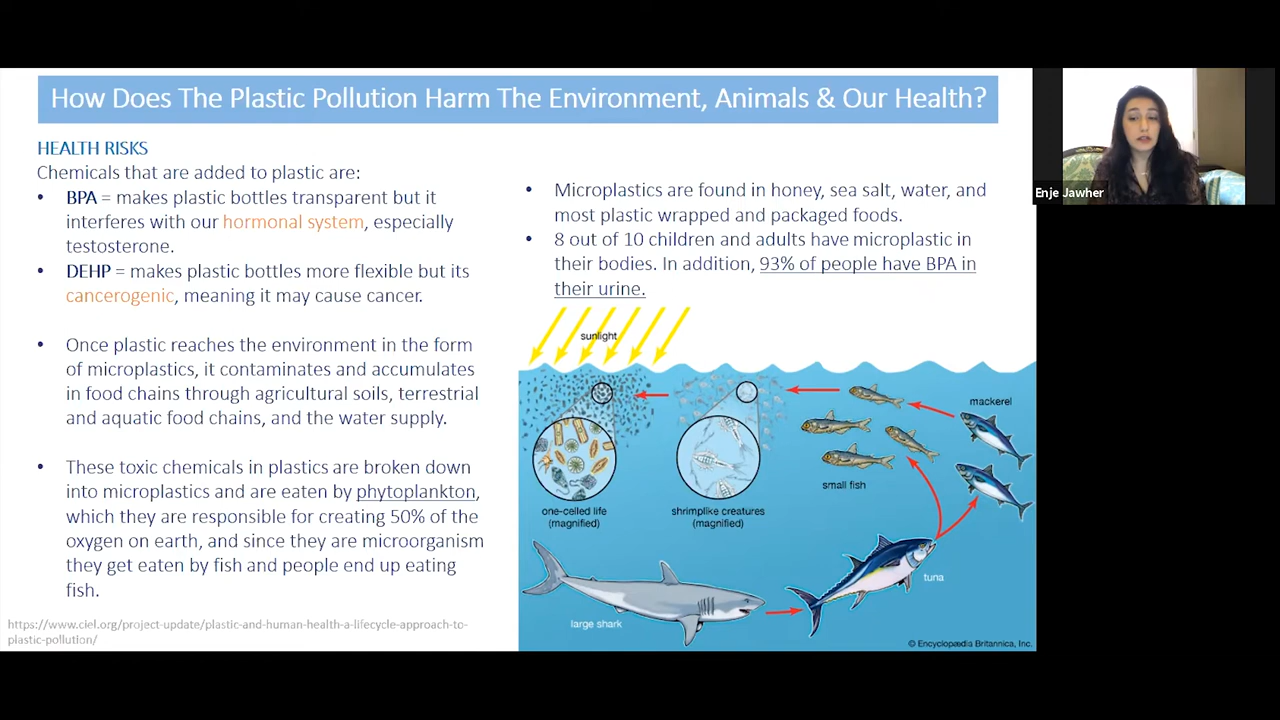 How Does The Plastic Pollution Harm The Environment, Animals & Our Health?
HEALTH RISKS
Chemicals that are added to plastic are:
• BPA = makes plastic bottles transparent but it
interferes with our hormonal system, especially
testosterone.
• DEHP = makes plastic bottles more flexible but its
cancerogenic, meaning it may cause cancer.
• Once plastic reaches the environment in the form
of microplastics, it contaminates and accumulates
in food chains through agricultural soils, terrestrial
and aquatic food chains, and the water supply.
• These toxic chemicals in plastics are broken down
into microplastics and are eaten by phytoplankton,
which they are responsible for creating 50% of the
oxygen on earth, and since they are microorganism
they get eaten by fish and people end up eating
fish.
https://www.ciel.org/project-update/plastic-and-human-health-a-lifecycle-approach-to-
plastic-pollution/
• Microplastics are found in honey, sea salt, water, and
most plastic wrapped and packaged foods.
• 8 out of 10 children and adults have microplastic in
their bodies. In addition, 93% of people have BPA in
their urine.
sunlight
mackerel
small fish
one-celled life
(magnified)
shrimplike creatures
(magnified)
tuna
large shark
© Encyclopædia Britannica, Inc.
Enje Jawher